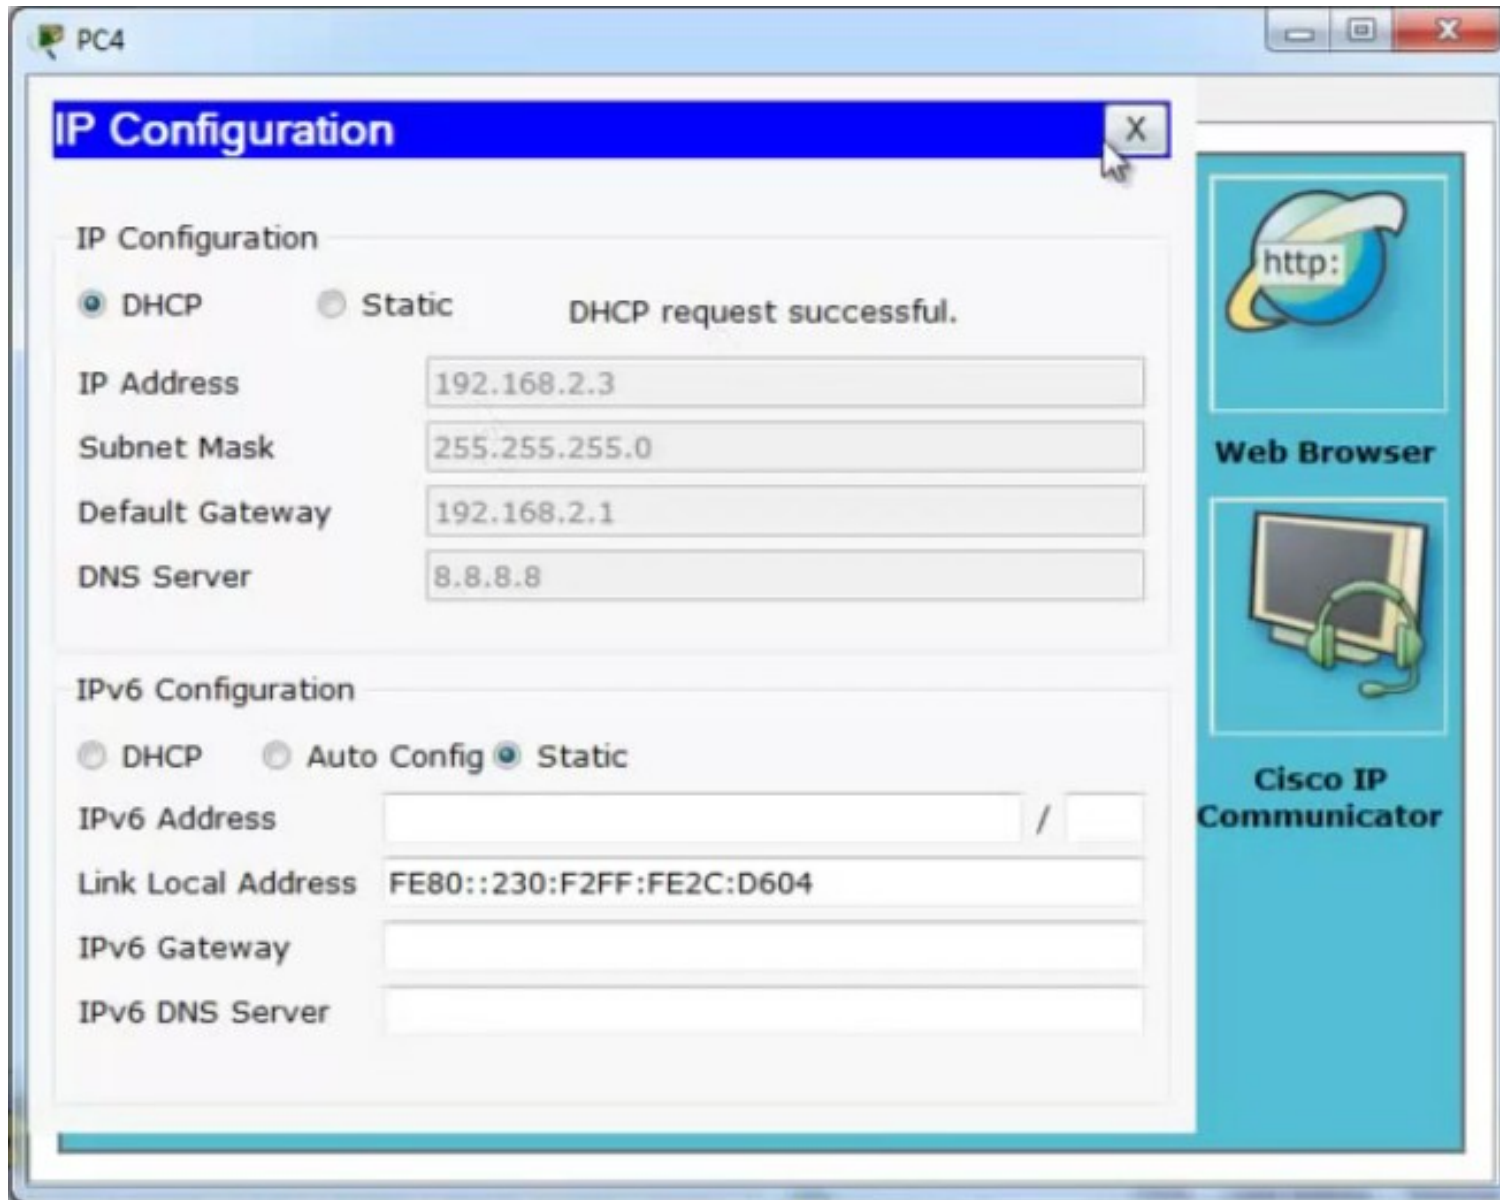 PC4
IP Configuration X
IP Configuration
DHCP Static DHCP request successful.
IP Address 192.168.2.3
Subnet Mask 255.255.255.0
Default Gateway 192.168.2.1
DNS Server 8.8.8.8
IPv6 Configuration
DHCP Auto Config Static
IPv6 Address /
Link Local Address FE80::230:F2FF:FE2C:D604
IPv6 Gateway
IPv6 DNS Server
http:
Web Browser
Cisco IP
Communicator